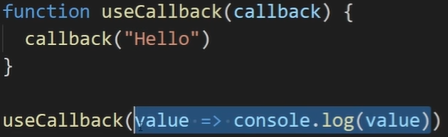 function useCallback(callback) {
  callback("Hello")
}

useCallback(value => console.log(value))